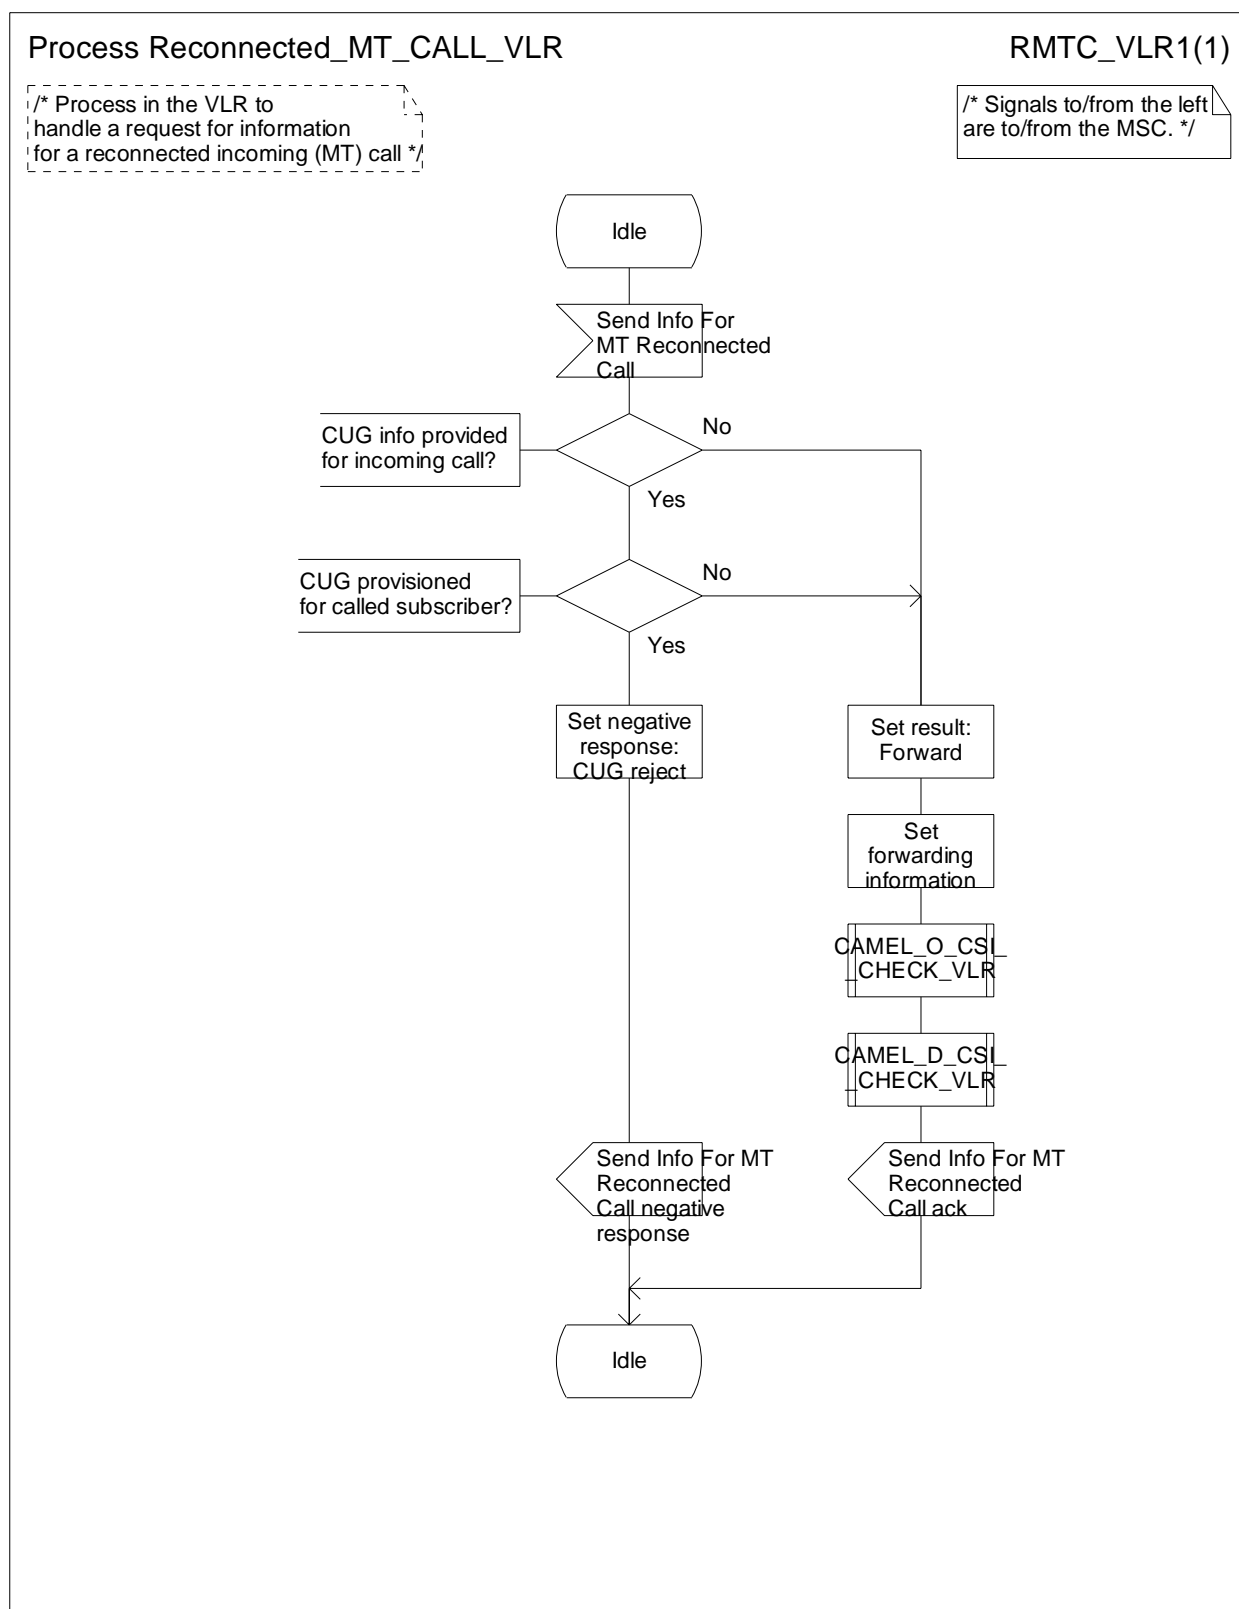 Process Reconnected_MT_CALL_VLR
RMTC_VLR1(1)
/* Process in the VLR to
handle a request for information
for a reconnected incoming (MT) call */
/* Signals to/from the left
are to/from the MSC. */
Idle
Send Info For
MT Reconnected
Call
CUG info provided
for incoming call?
No
Yes
CUG provisioned
for called subscriber?
No
Yes
Set negative
response:
CUG reject
Set result:
Forward
Set
forwarding
information
CAMEL_O_CSI_
_CHECK_VLR
CAMEL_D_CSI_
_CHECK_VLR
Send Info For MT
Reconnected
Call negative
response
Send Info For MT
Reconnected
Call ack
Idle